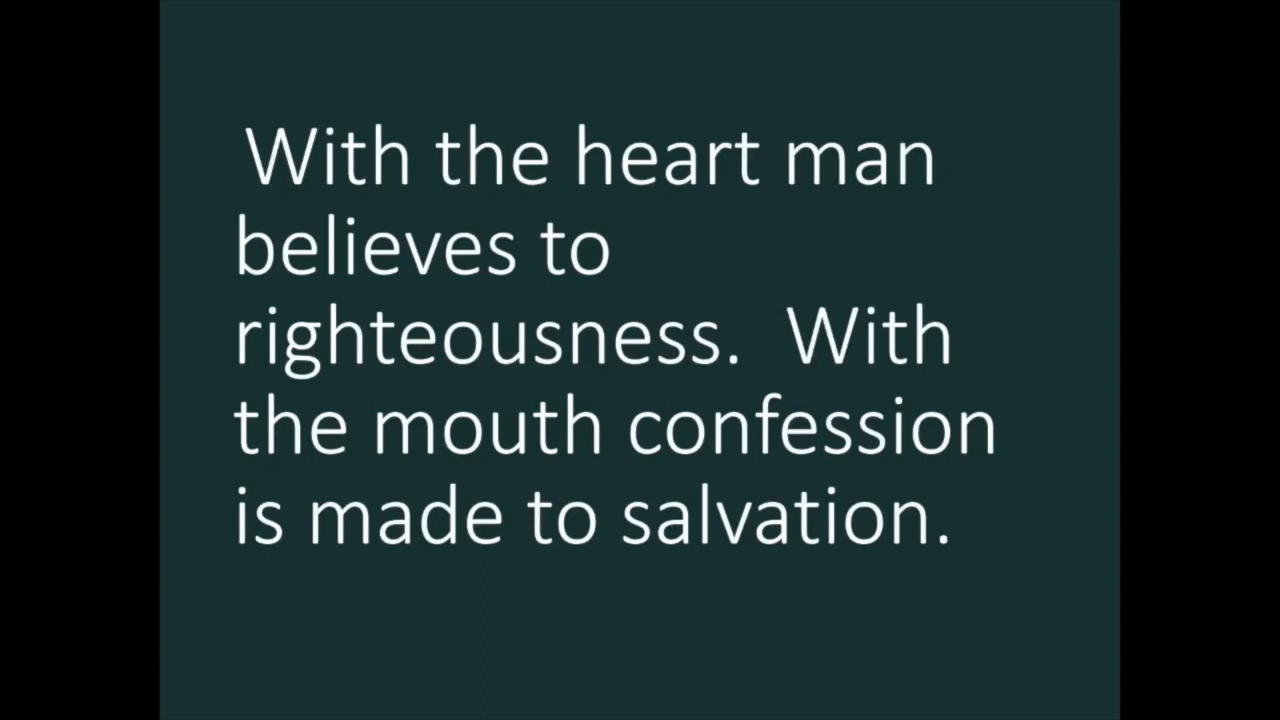 With the heart man
believes to
righteousness.  With
the mouth confession
is made to salvation.